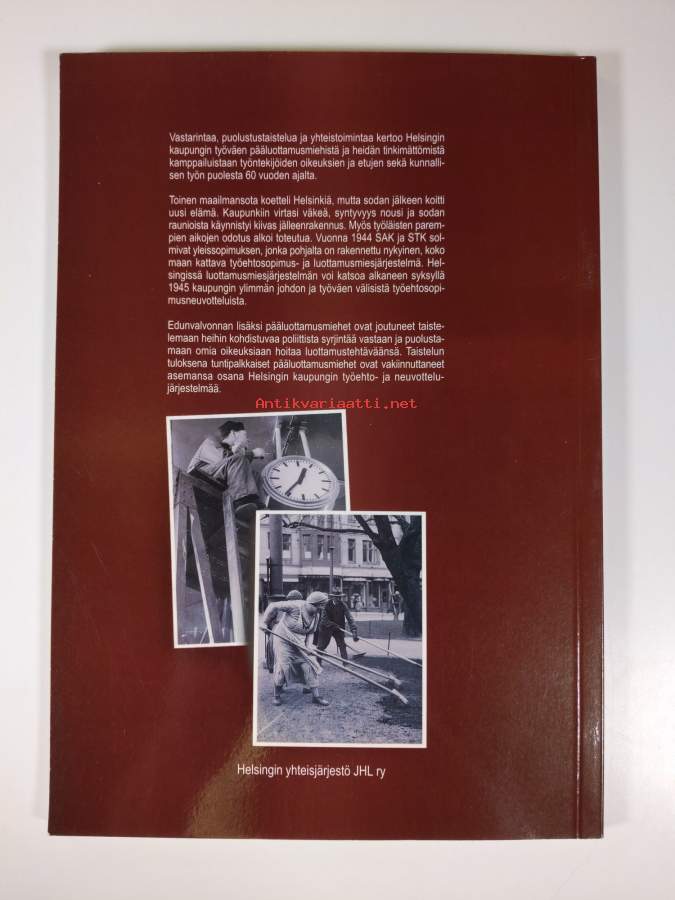 Vastarintaa, puolustustaistelua ja yhteistoimintaa kertoo Helsingin
kaupungin työväen pääluottamusmiehistä ja heidän tinkimättömistä
kamppailuistaan työntekijöiden oikeuksien ja etujen sekä kunnalli-
sen työn puolesta 60 vuoden ajalta.
Toinen maailmansota koetteli Helsinkiä, mutta sodan jälkeen koitti
uusi elämä. Kaupunkiin virtasi väkeä, syntyvyys nousi ja sodan
raunioista käynnistyi kiivas jälleenrakennus. Myös työläisten parem-
pien aikojen odotus alkoi toteutua. Vuonna 1944 SAK ja STK sol-
mivat yleissopimuksen, jonka pohjalta on rakennettu nykyinen, koko
maan kattava työehtosopimus- ja luottamusmiesjärjestelmä. Hel-
singissä luottamusmiesjärjestelmän voi katsoa alkaneen syksyllä
1945 kaupungin ylimmän johdon ja työväen välisistä työehtosopi-
musneuvotteluista.
Edunvalvonnan lisäksi pääluottamusmiehet ovat joutuneet taiste-
lemaan heihin kohdistuvaa poliittista syrjintää vastaan ja puolusta-
maan omia oikeuksiaan hoitaa luottamustehtäväänsä. Taistelun
tuloksena tuntipalkkaiset pääluottamusmiehet ovat vakiinnuttaneet
asemansa osana Helsingin kaupungin työehto- ja neuvottelu-
järjestelmää.
Antikvariaatti.net
Helsingin yhteisjärjestö JHL ry